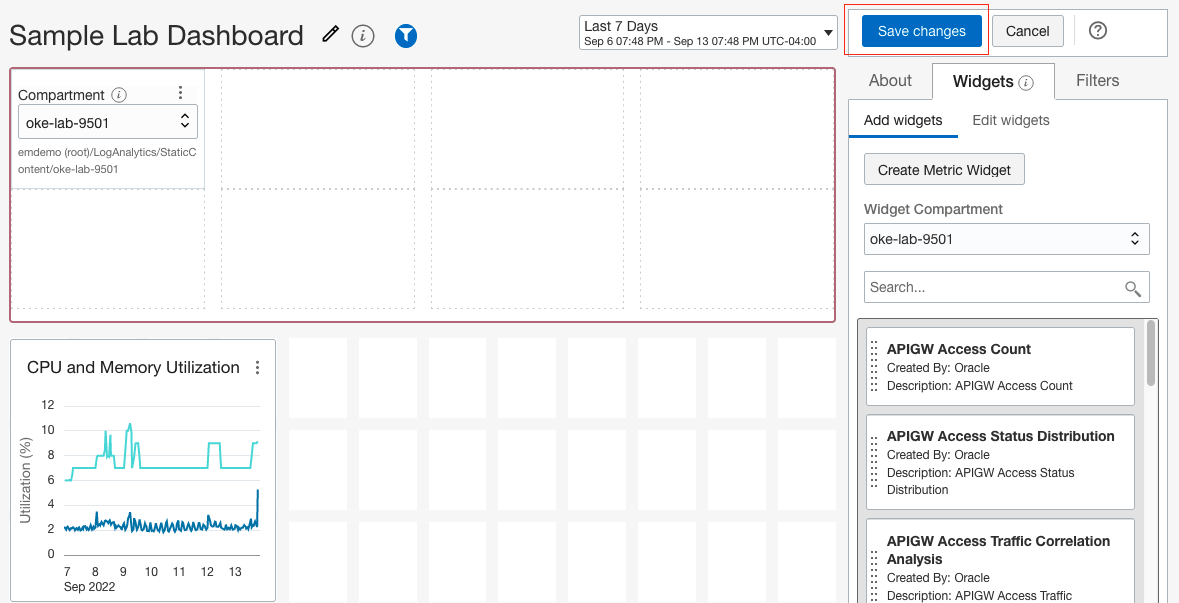 Sample Lab Dashboard
Last 7 Days
Sep 6 07:48 PM - Sep 13 07:48 PM UTC-04:00
Save changes
Cancel
Compartment
oke-lab-9501
emdemo (root)/LogAnalytics/StaticC
ontent/oke-lab-9501
About
Widgets
Filters
Add widgets
Edit widgets
Create Metric Widget
Widget Compartment
oke-lab-9501
Search...
APIGW Access Count
Created By: Oracle
Description: APIGW Access Count
APIGW Access Status Distribution
Created By: Oracle
Description: APIGW Access Status
Distribution
APIGW Access Traffic Correlation
Analysis
Created By: Oracle
Description: APIGW Access Traffic
CPU and Memory Utilization
Utilization (%)
12
10
8
6
4
2
0
7 8 9 10 11 12 13
Sep 2022